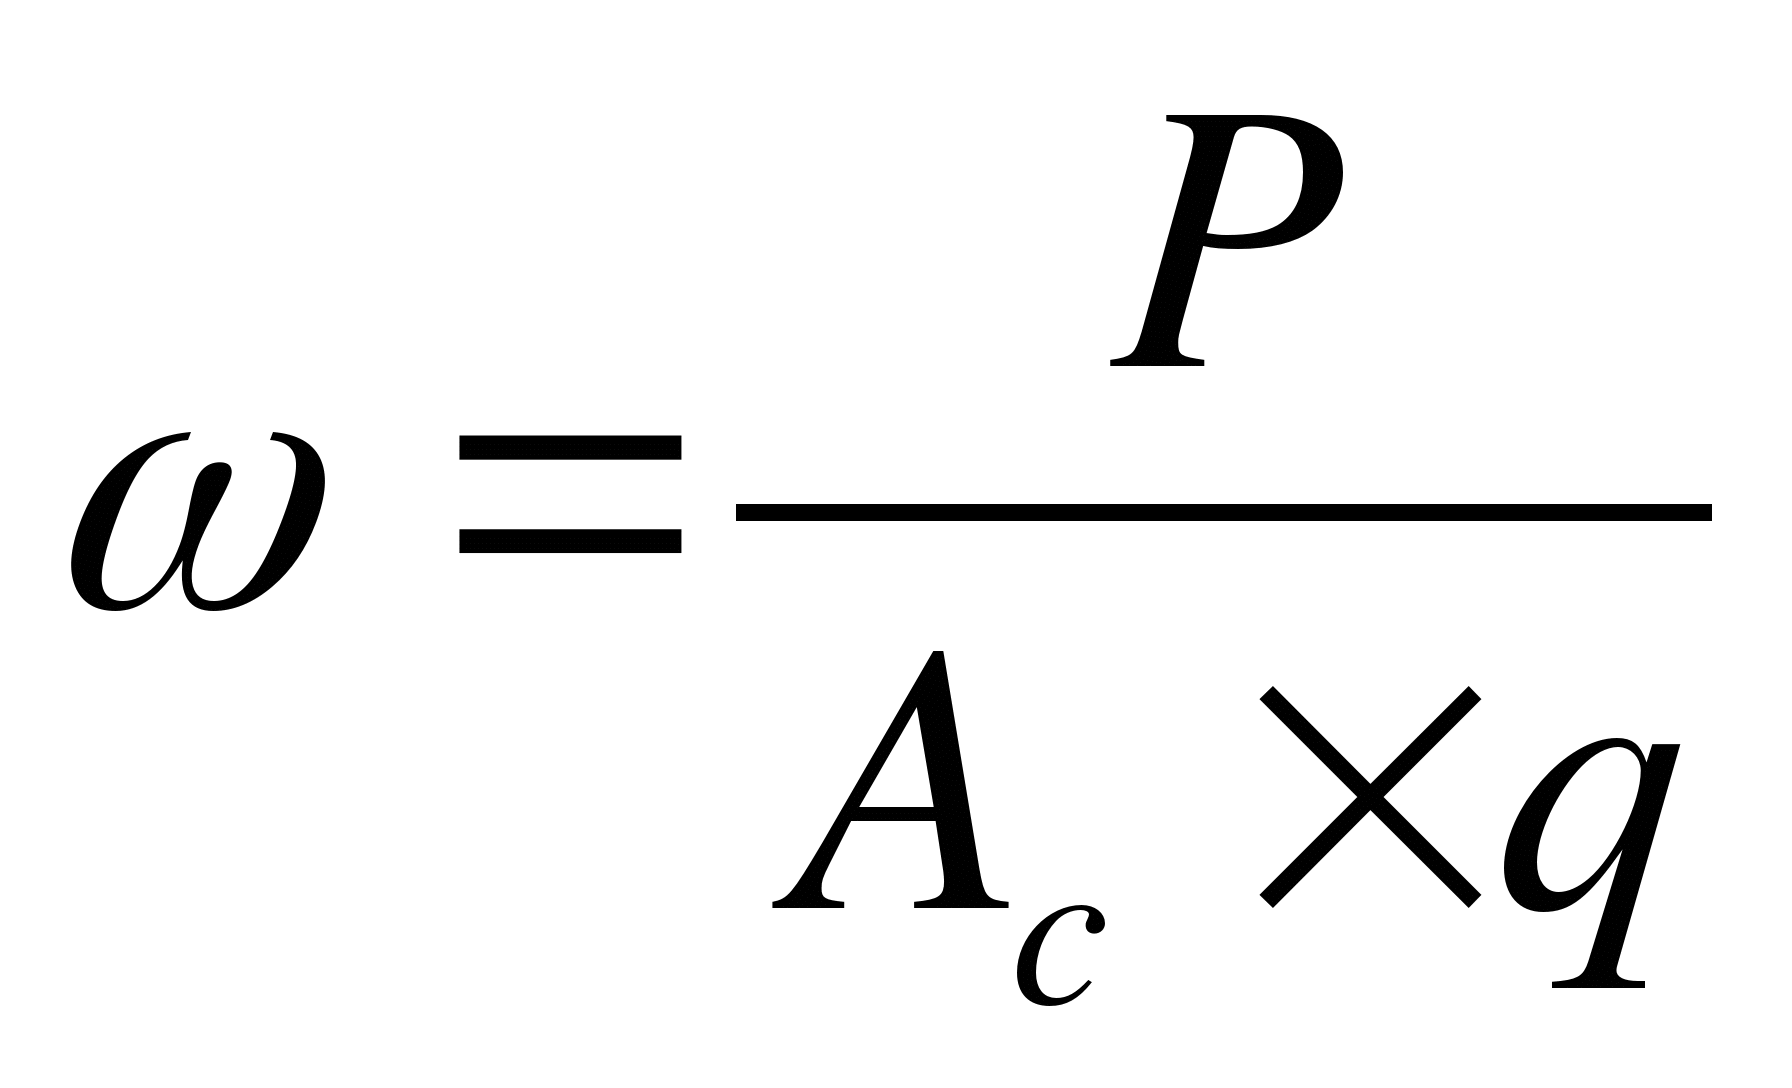 ω = P / (A_c × q)